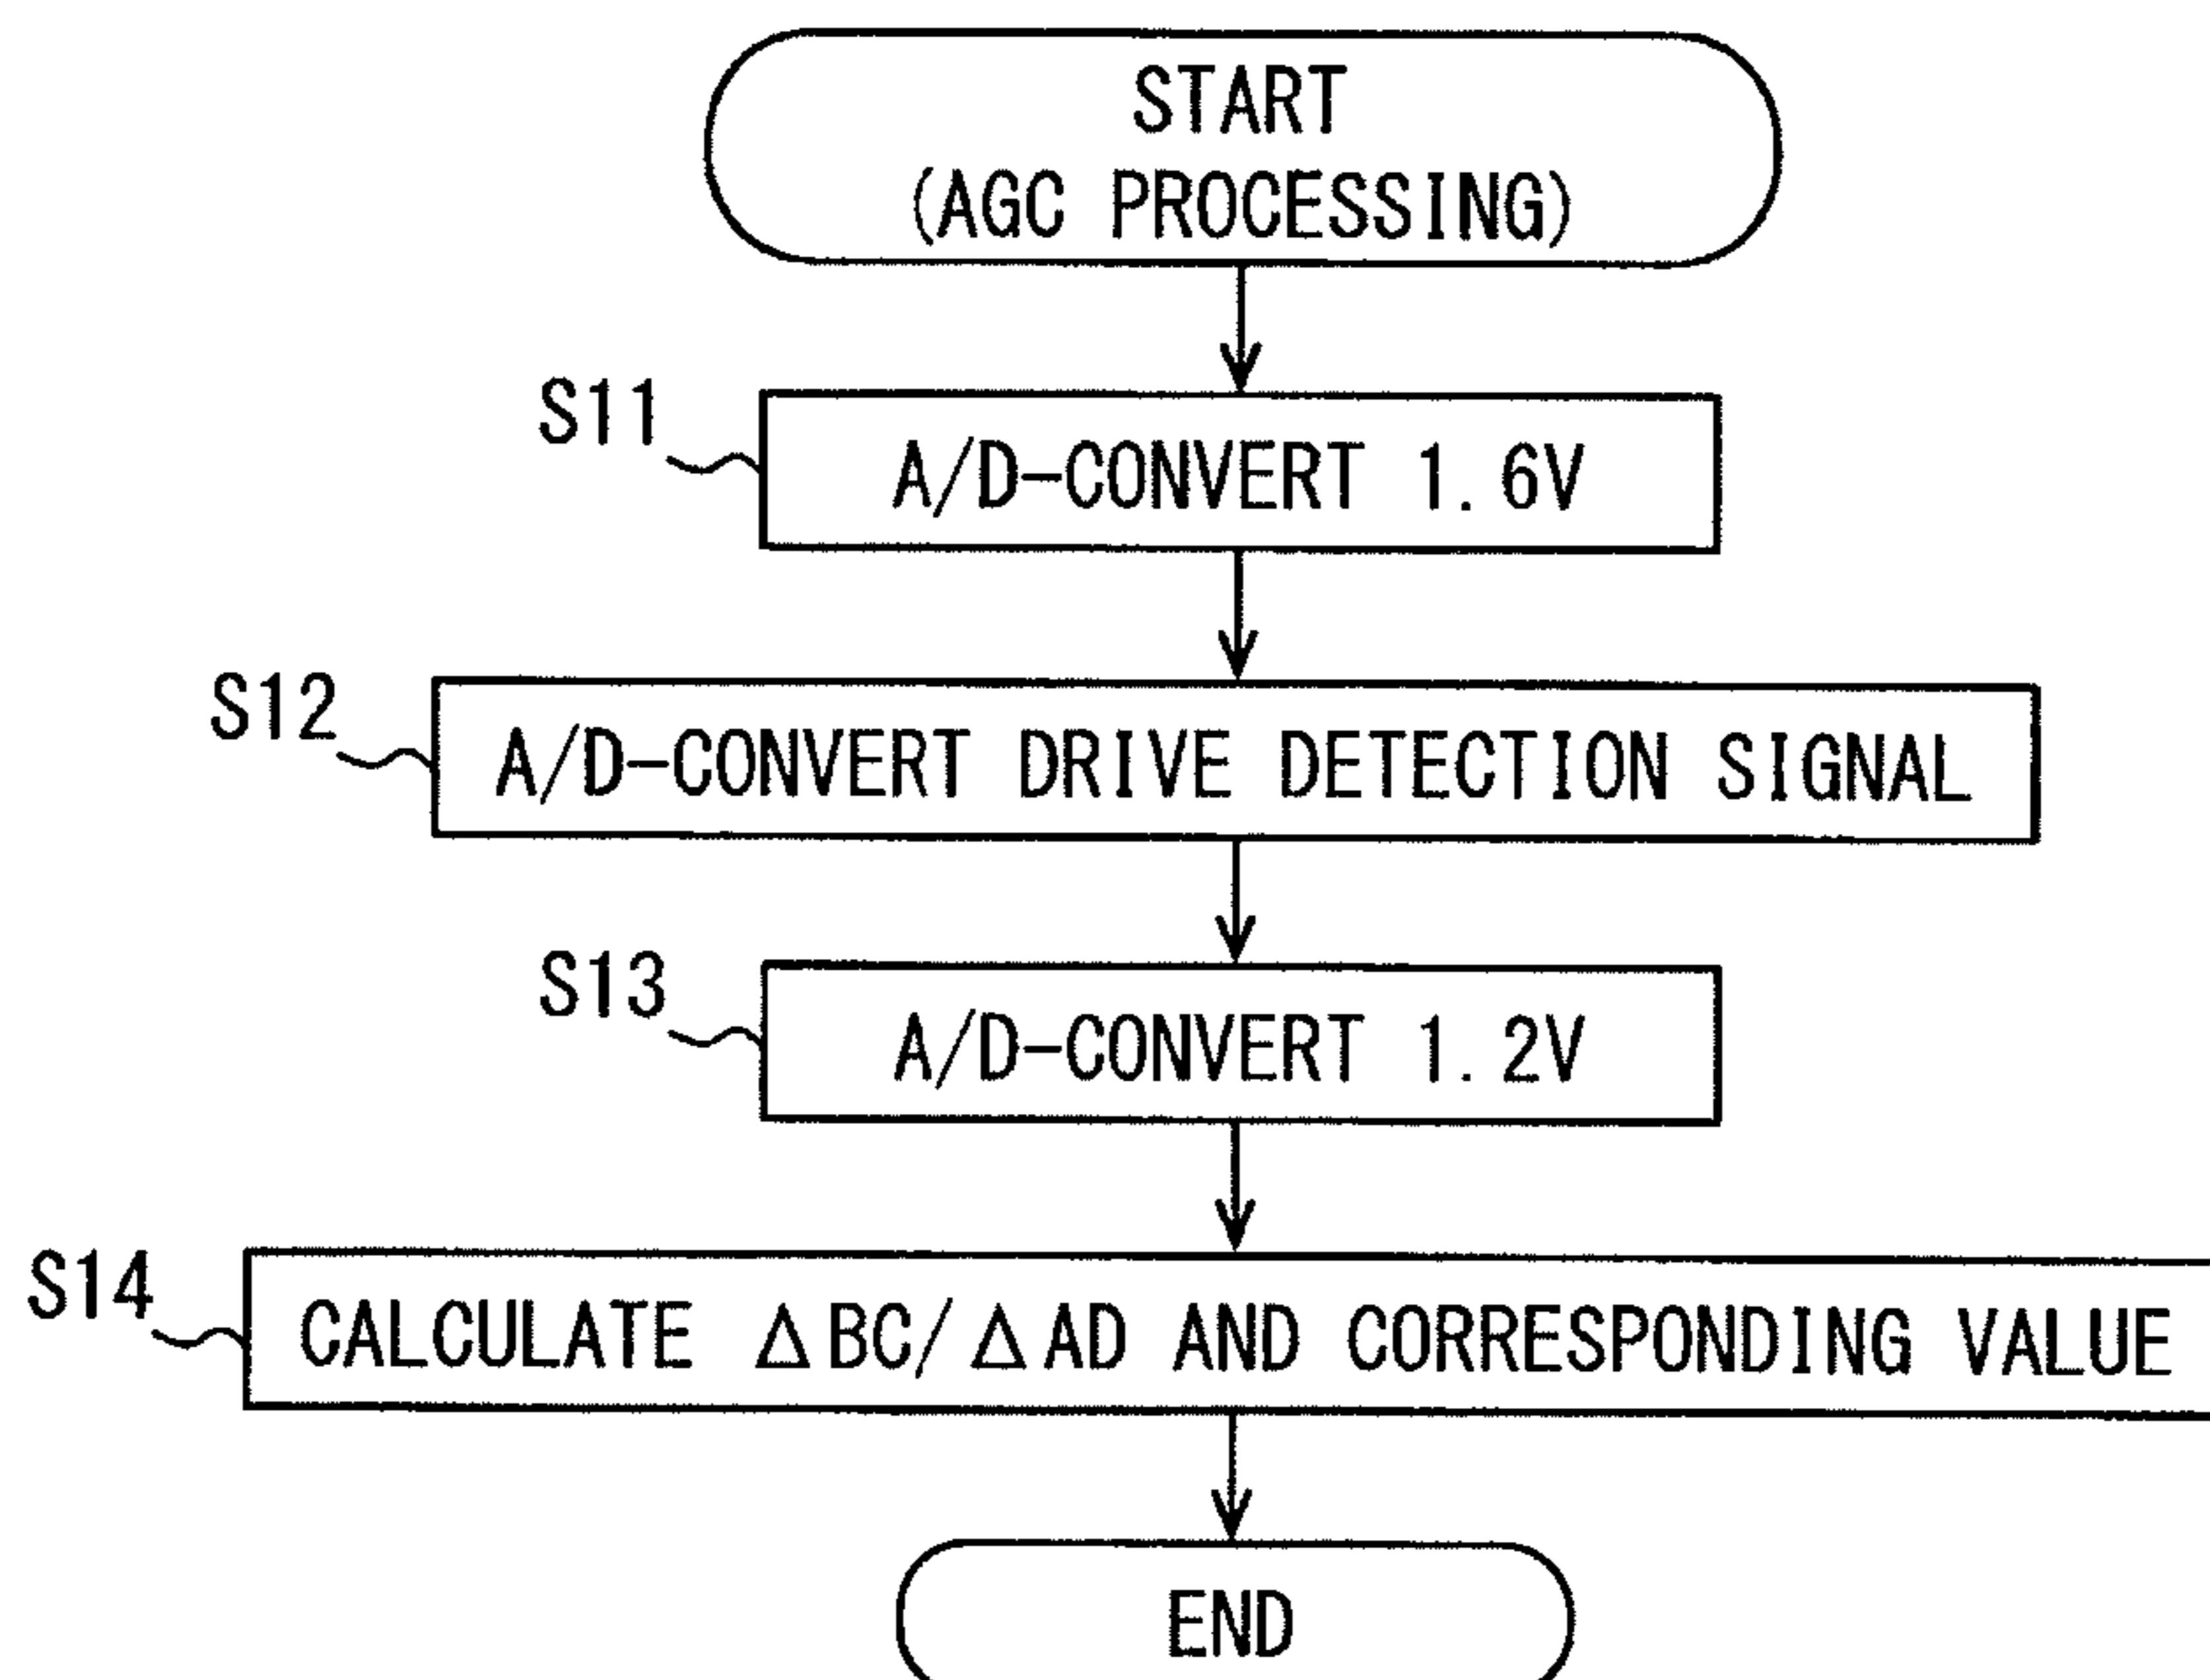 START
(AGC PROCESSING)
S11
A/D-CONVERT 1.6V
S12
A/D-CONVERT DRIVE DETECTION SIGNAL
S13
A/D-CONVERT 1.2V
S14
CALCULATE ΔBC/ΔAD AND CORRESPONDING VALUE
END